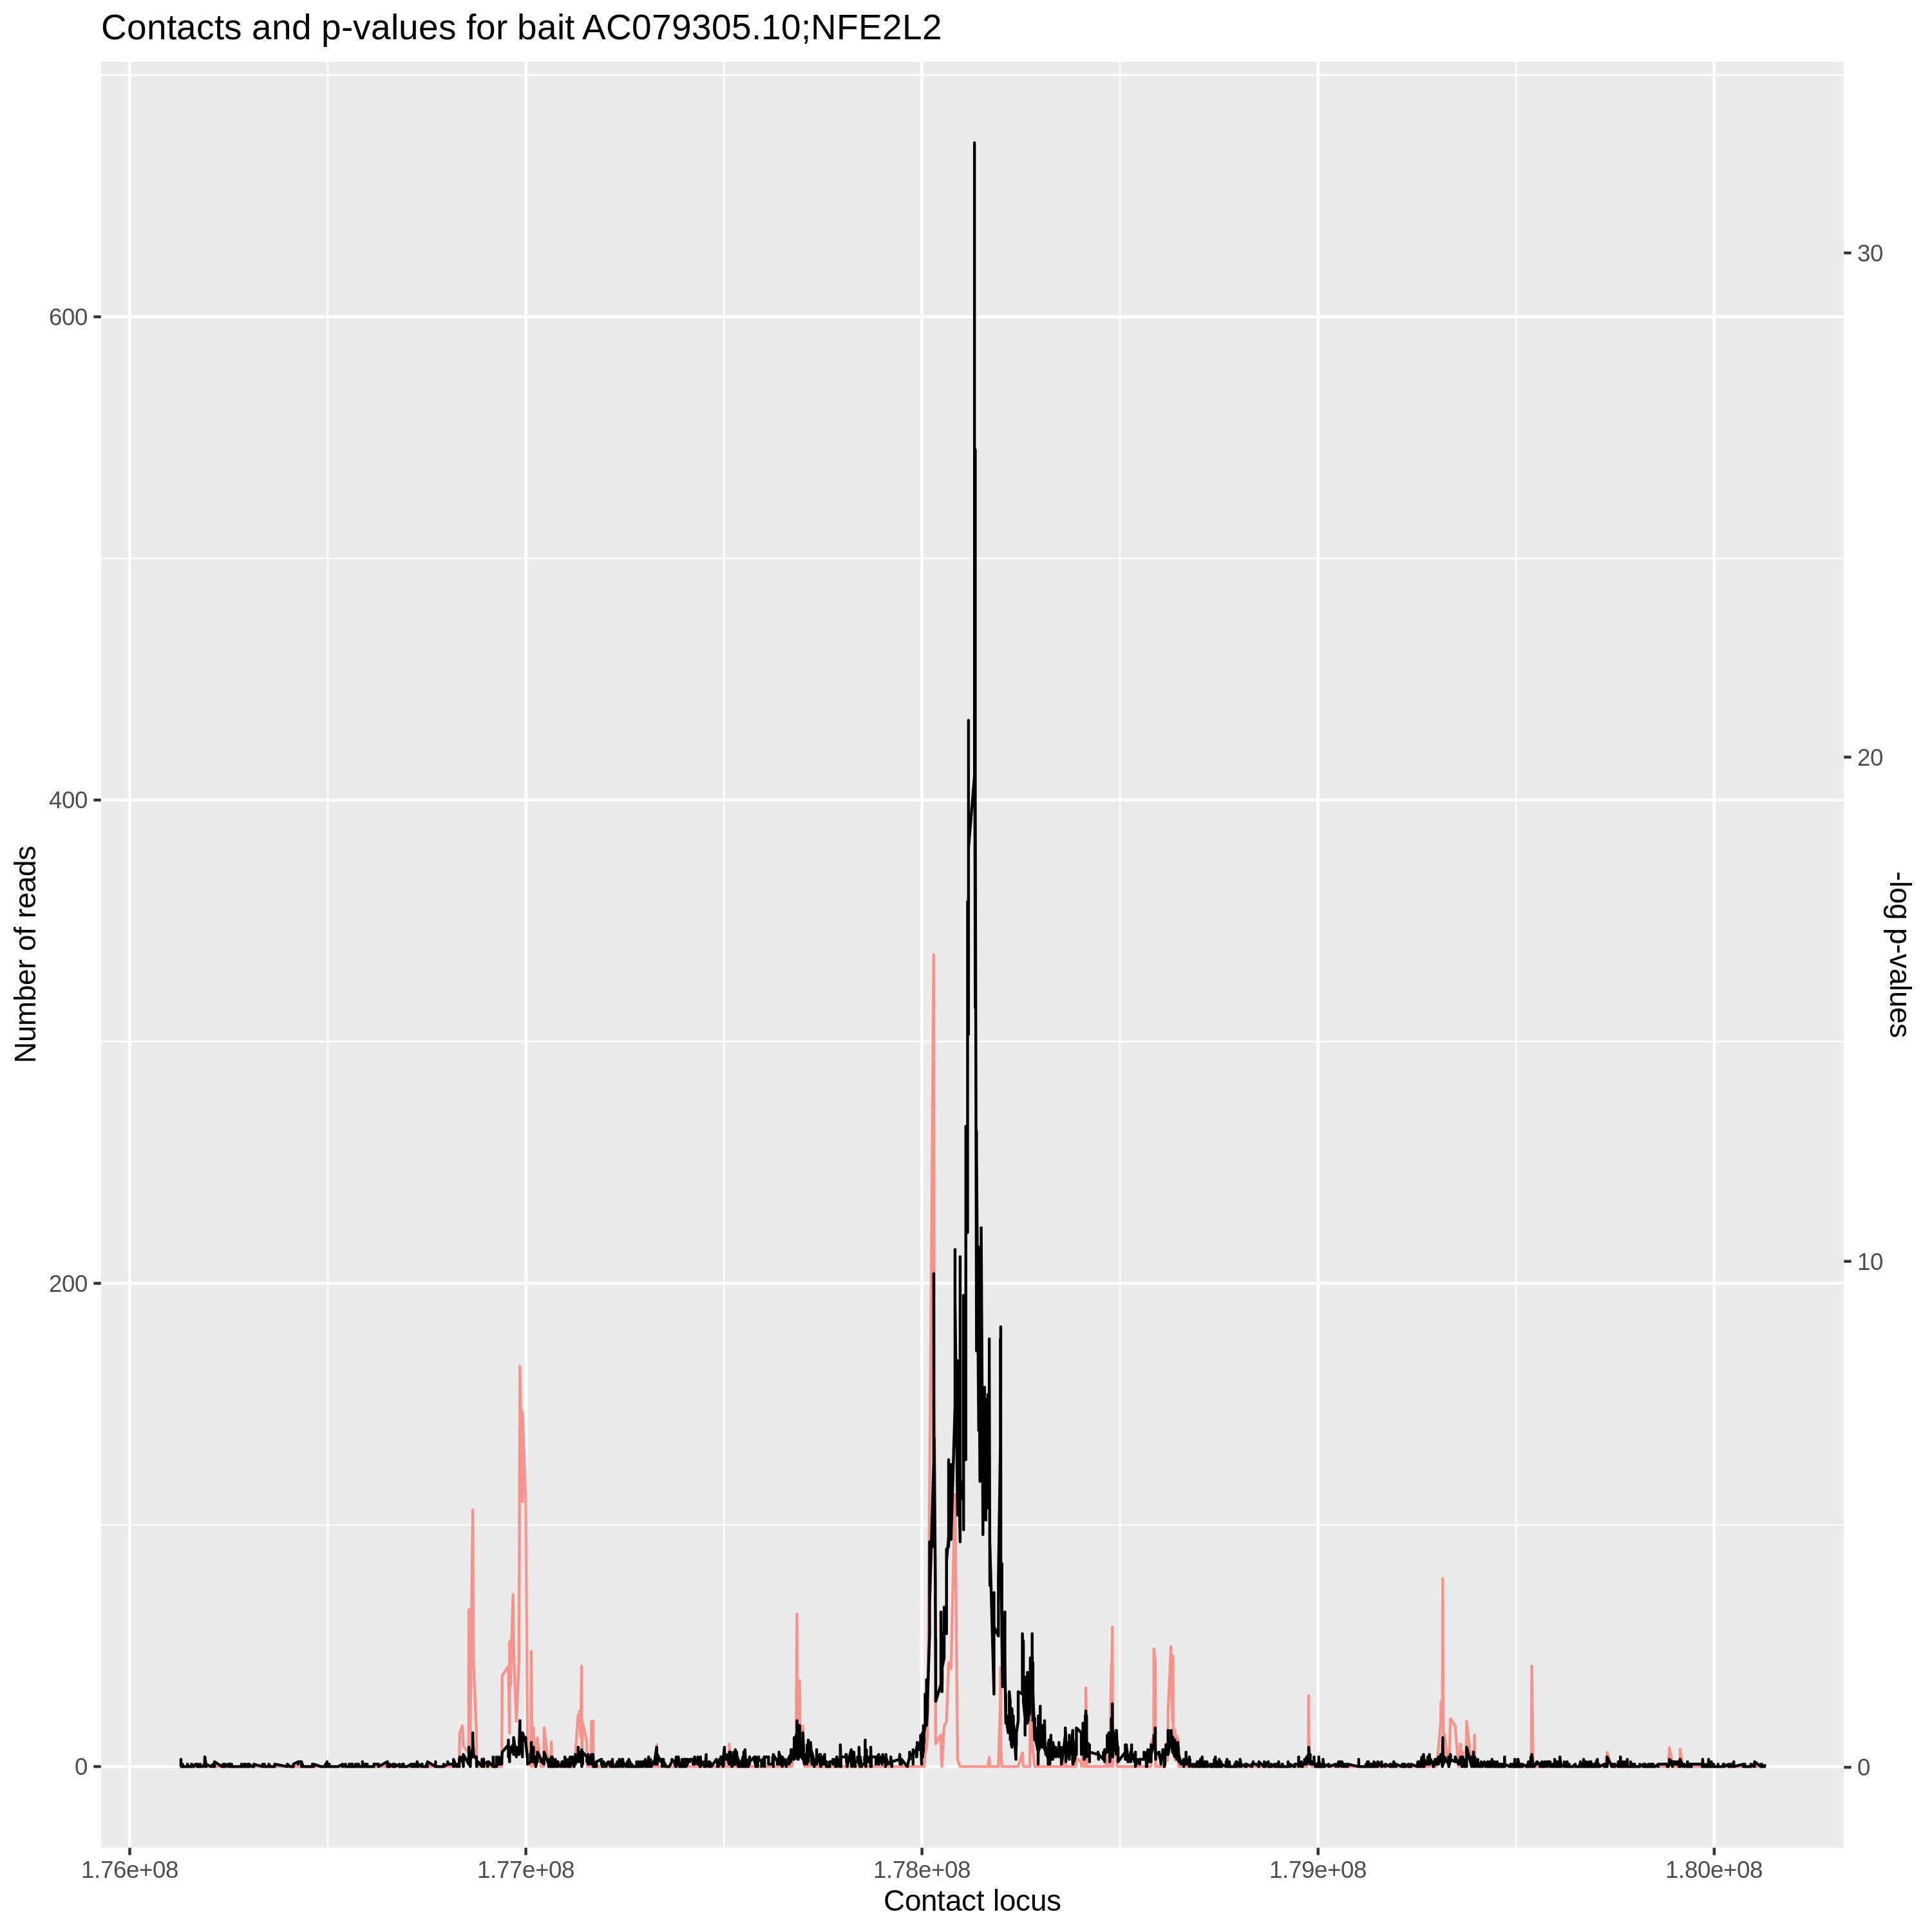 Contacts and p-values for bait AC079305.10;NFE2L2
Number of reads
600
400
200
0
30
20
10
0
-log p-values
1.76e+08
1.77e+08
1.78e+08
1.79e+08
1.80e+08
Contact locus